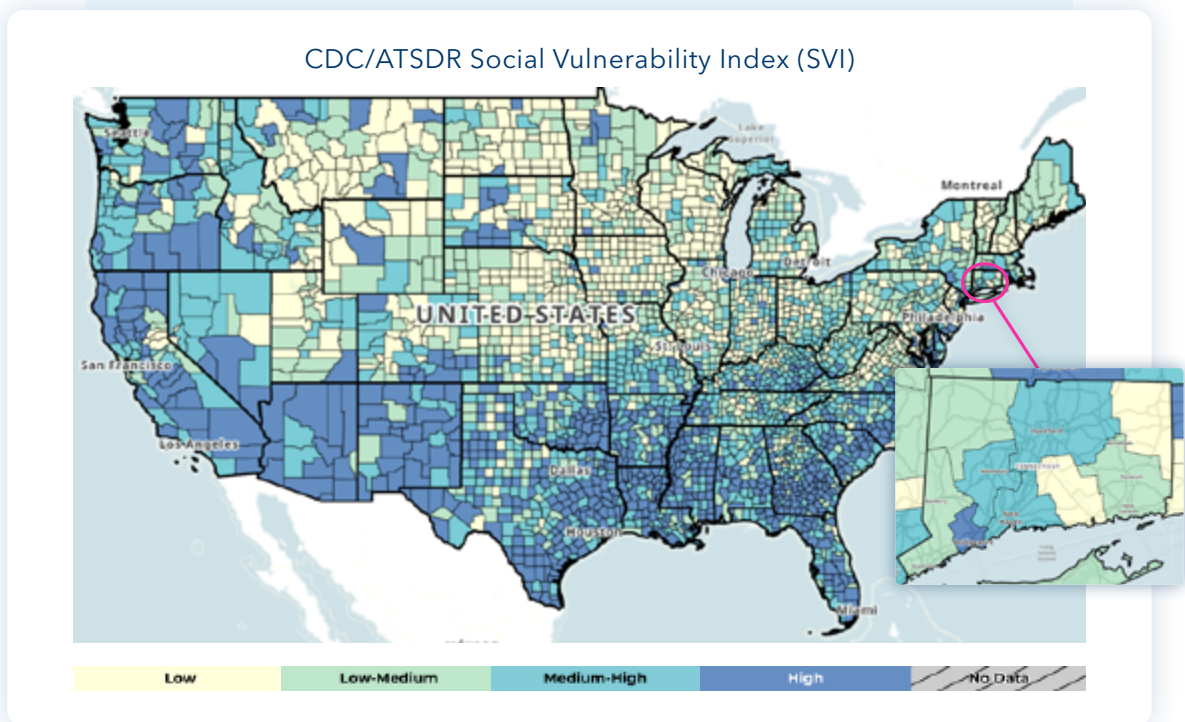 CDC/ATSDR Social Vulnerability Index (SVI)
Seattle
Lake
Superior
Montreal
Detroit
Chicago
UNITED STATES
Philadelphia
St. Louis
San Francisco
Los Angeles
Dallas
Houston
Miami
CONNECTICUT
Low
Low-Medium
Medium-High
High
No Data